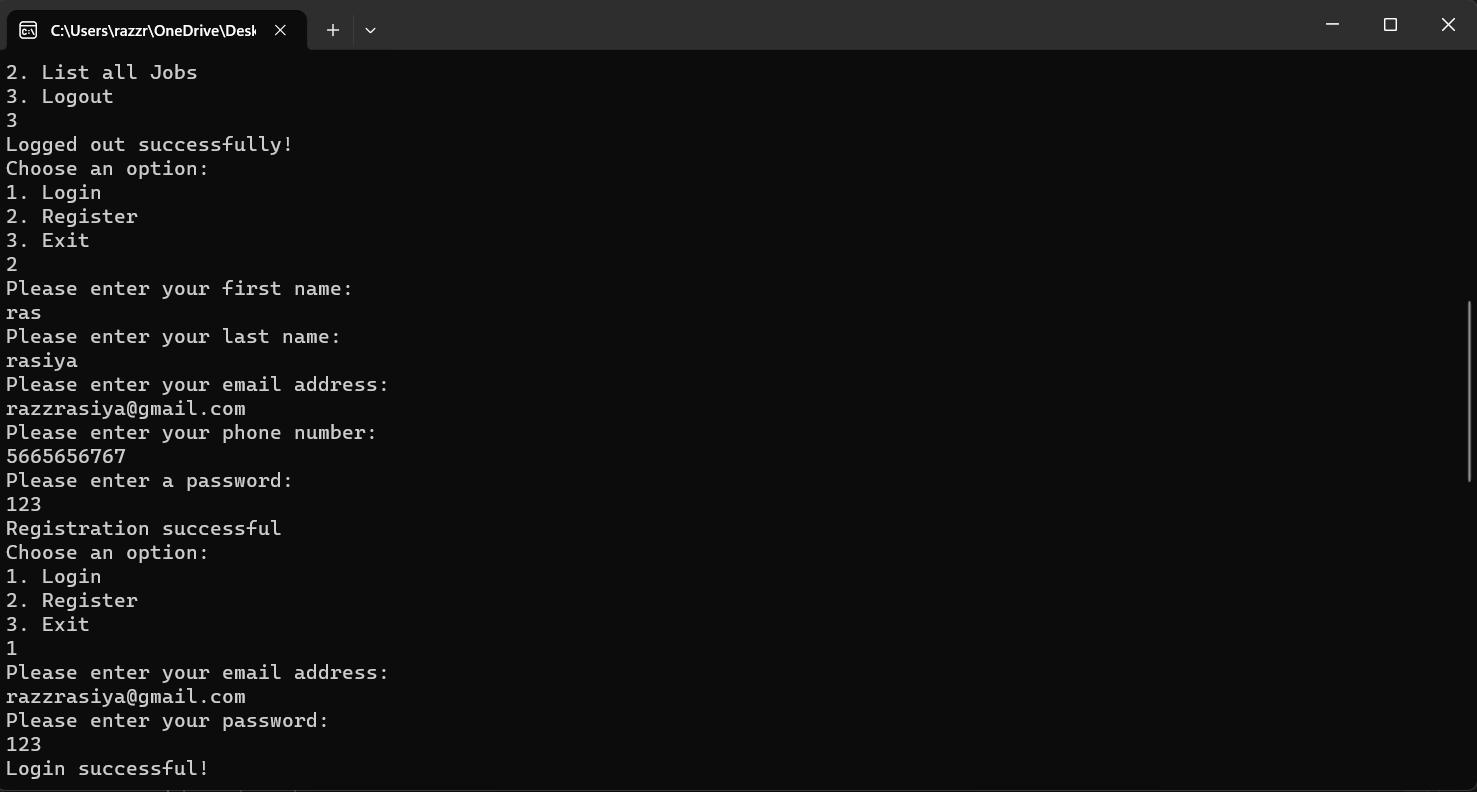 C:\Users\razzr\OneDrive\Desk
2. List all Jobs
3. Logout
3
Logged out successfully!
Choose an option:
1. Login
2. Register
3. Exit
2
Please enter your first name:
ras
Please enter your last name:
rasiya
Please enter your email address:
razzrasiya@gmail.com
Please enter your phone number:
5665656767
Please enter a password:
123
Registration successful
Choose an option:
1. Login
2. Register
3. Exit
1
Please enter your email address:
razzrasiya@gmail.com
Please enter your password:
123
Login successful!